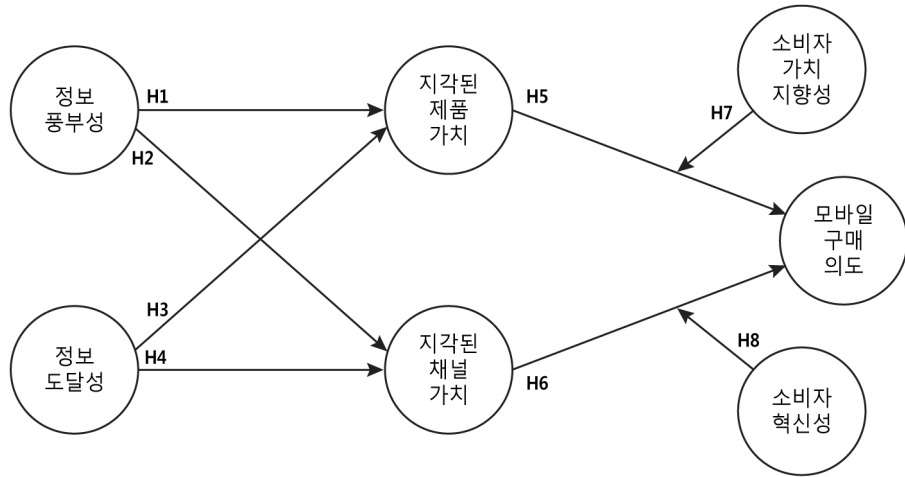 정보
풍부성
H1
H2
지각된
제품
가치
H5
소비자
가치
지향성
H7
모바일
구매
의도
정보
도달성
H3
H4
지각된
채널
가치
H6
H8
소비자
혁신성